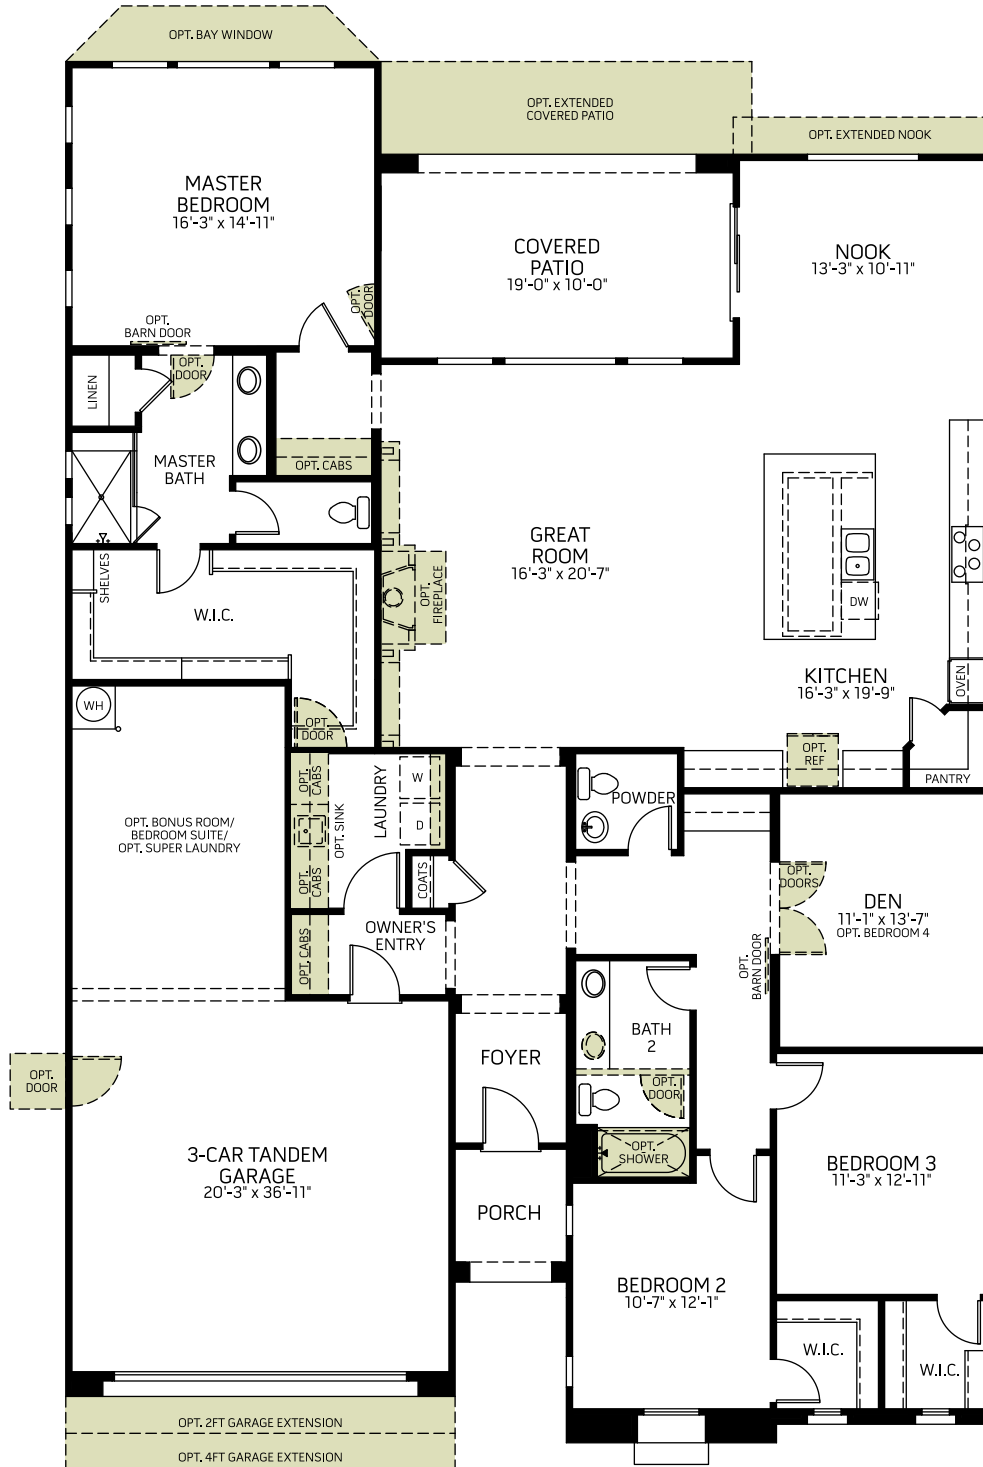 OPT. BAY WINDOW
OPT. EXTENDED
COVERED PATIO
OPT. EXTENDED NOOK
MASTER
BEDROOM
16'-3" x 14'-11"
COVERED
PATIO
19'-0" x 10'-0"
NOOK
13'-3" x 10'-11"
OPT.
DOOR
OPT.
BARN DOOR
OPT.
DOOR
LINEN
MASTER
BATH
OPT. CABS
GREAT
ROOM
16'-3" x 20'-7"
OPT.
FIREPLACE
SHELVES
W.I.C.
DW
KITCHEN
16'-3" x 19'-9"
OVEN
WH
OPT.
DOOR
OPT.
REF
PANTRY
OPT.
CABS
OPT. SINK
LAUNDRY
W
D
POWDER
OPT. BONUS ROOM/
BEDROOM SUITE/
OPT. SUPER LAUNDRY
OPT.
CABS
COATS
OPT.
DOORS
DEN
11'-1" x 13'-7"
OPT. BEDROOM 4
OPT. CABS
OWNER'S
ENTRY
OPT.
BARN DOOR
BATH
2
FOYER
OPT.
DOOR
OPT.
DOOR
3-CAR TANDEM
GARAGE
20'-3" x 36'-11"
OPT.
SHOWER
BEDROOM 3
11'-3" x 12'-11"
PORCH
BEDROOM 2
10'-7" x 12'-1"
W.I.C.
W.I.C.
OPT. 2FT GARAGE EXTENSION
OPT. 4FT GARAGE EXTENSION